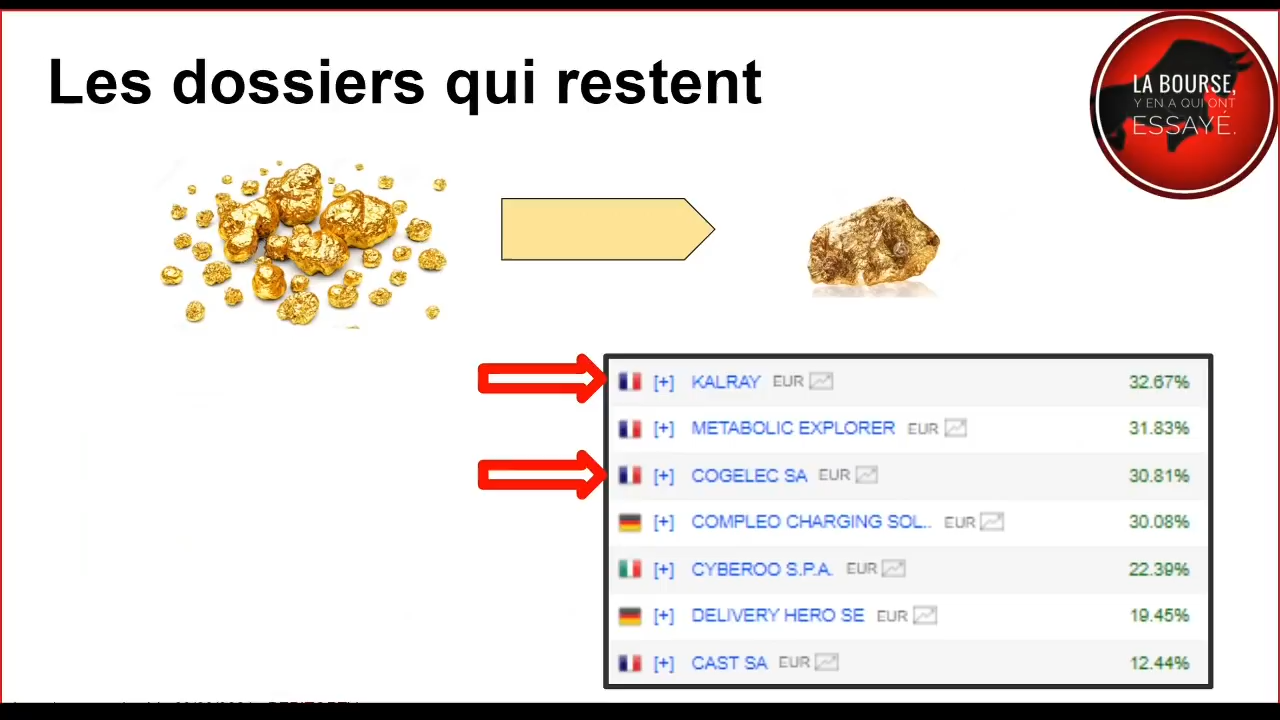 Les dossiers qui restent
LA BOURSE,
Y EN A QUI ONT
ESSAYÉ.
[+] KALRAY EUR 32.67%
[+] METABOLIC EXPLORER EUR 31.83%
[+] COGELEC SA EUR 30.81%
[+] COMPLEO CHARGING SOL.. EUR 30.08%
[+] CYBEROO S.P.A. EUR 22.39%
[+] DELIVERY HERO SE EUR 19.45%
[+] CAST SA EUR 12.44%